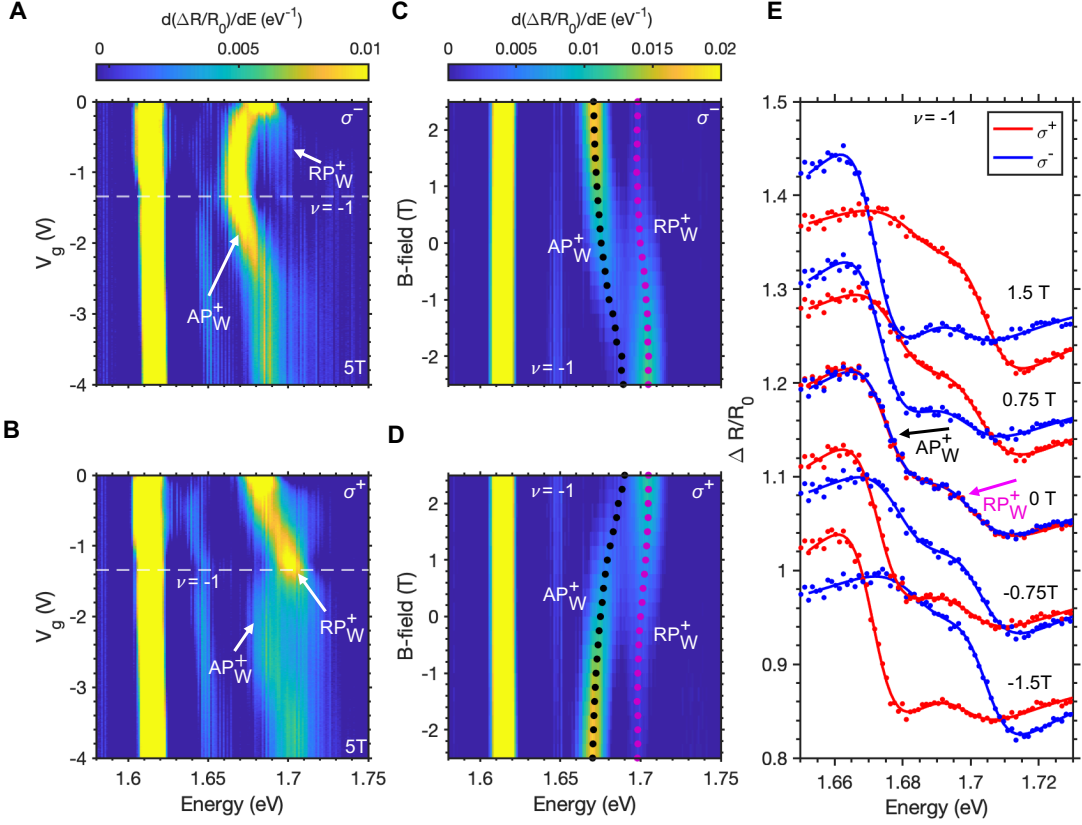 A
d(ΔR/R₀)/dE (eV⁻¹)
0 0.005 0.01
σ⁻
RP⁺W
ν = -1
AP⁺W
5T
0
-1
-2
-3
-4
Vg (V)
B
σ⁺
ν = -1
RP⁺W
AP⁺W
5T
0
-1
-2
-3
-4
Vg (V)
1.6 1.65 1.7 1.75
Energy (eV)
C
d(ΔR/R₀)/dE (eV⁻¹)
0 0.005 0.01 0.015 0.02
σ⁻
AP⁺W
RP⁺W
ν = -1
2
1
0
-1
-2
B-field (T)
D
ν = -1
σ⁺
AP⁺W
RP⁺W
2
1
0
-1
-2
B-field (T)
1.6 1.65 1.7 1.75
Energy (eV)
E
ν = -1
σ⁺
σ⁻
1.5 T
0.75 T
AP⁺W
RP⁺W
0 T
-0.75T
-1.5T
1.5
1.4
1.3
1.2
1.1
1
0.9
0.8
Δ R/R₀
1.66 1.68 1.7 1.72
Energy (eV)